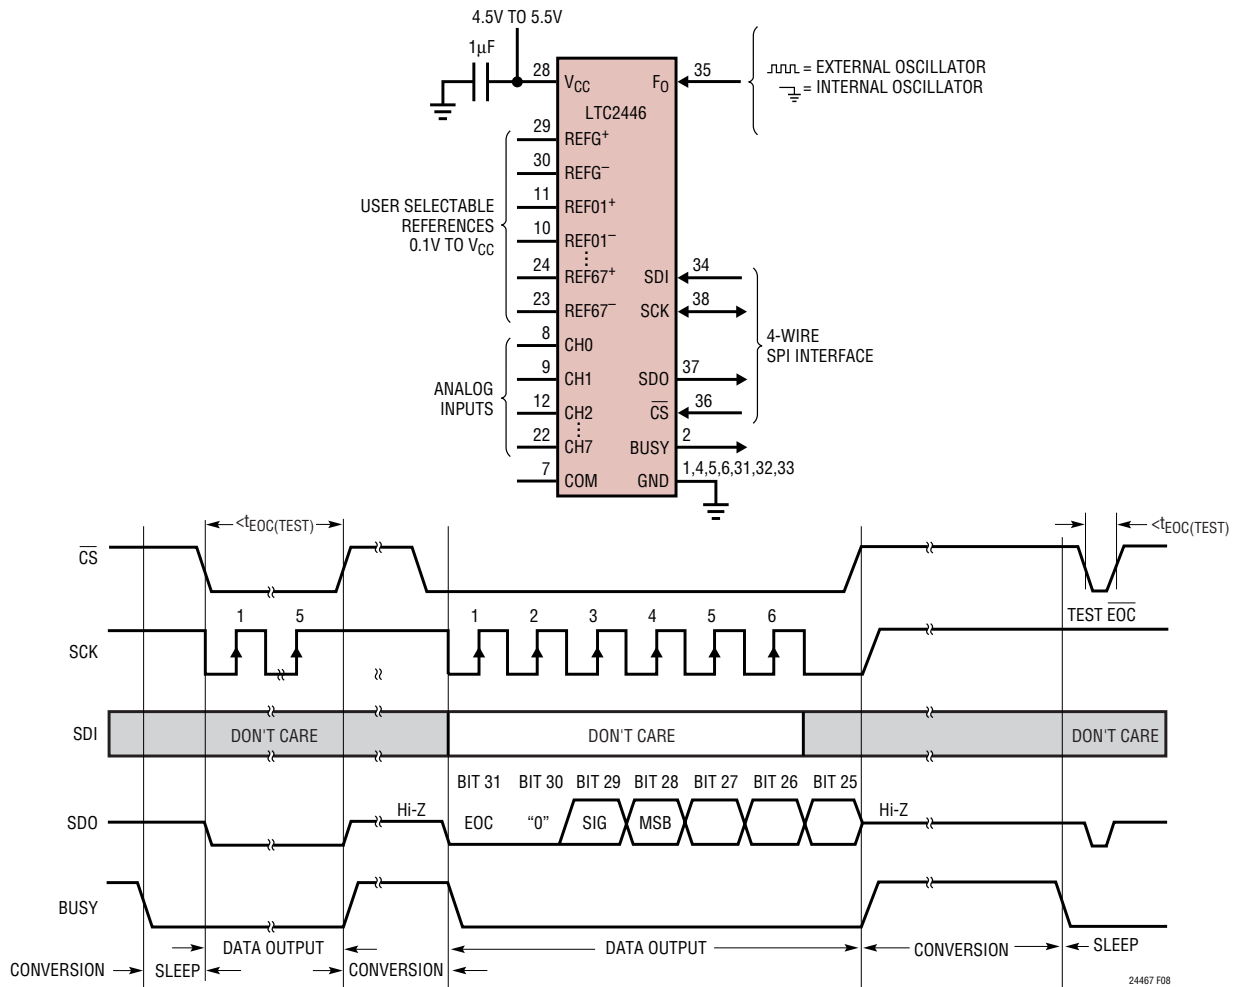 4.5V TO 5.5V
1µF
28
VCC
FO
35
= EXTERNAL OSCILLATOR
= INTERNAL OSCILLATOR
LTC2446
29
REFG+
30
REFG−
11
REF01+
10
REF01−
24
REF67+
23
REF67−
USER SELECTABLE
REFERENCES
0.1V TO VCC
SDI
34
SCK
38
SDO
37
CS
36
4-WIRE
SPI INTERFACE
8
CH0
9
CH1
12
CH2
22
CH7
7
COM
ANALOG
INPUTS
BUSY
2
GND
1,4,5,6,31,32,33
<tEOC(TEST)
<tEOC(TEST)
CS
TEST EOC
SCK
1
5
1
2
3
4
5
6
SDI
DON'T CARE
DON'T CARE
DON'T CARE
BIT 31
BIT 30
BIT 29
BIT 28
BIT 27
BIT 26
BIT 25
SDO
Hi-Z
EOC
“0”
SIG
MSB
Hi-Z
BUSY
CONVERSION
SLEEP
DATA OUTPUT
CONVERSION
DATA OUTPUT
CONVERSION
SLEEP
24467 F08